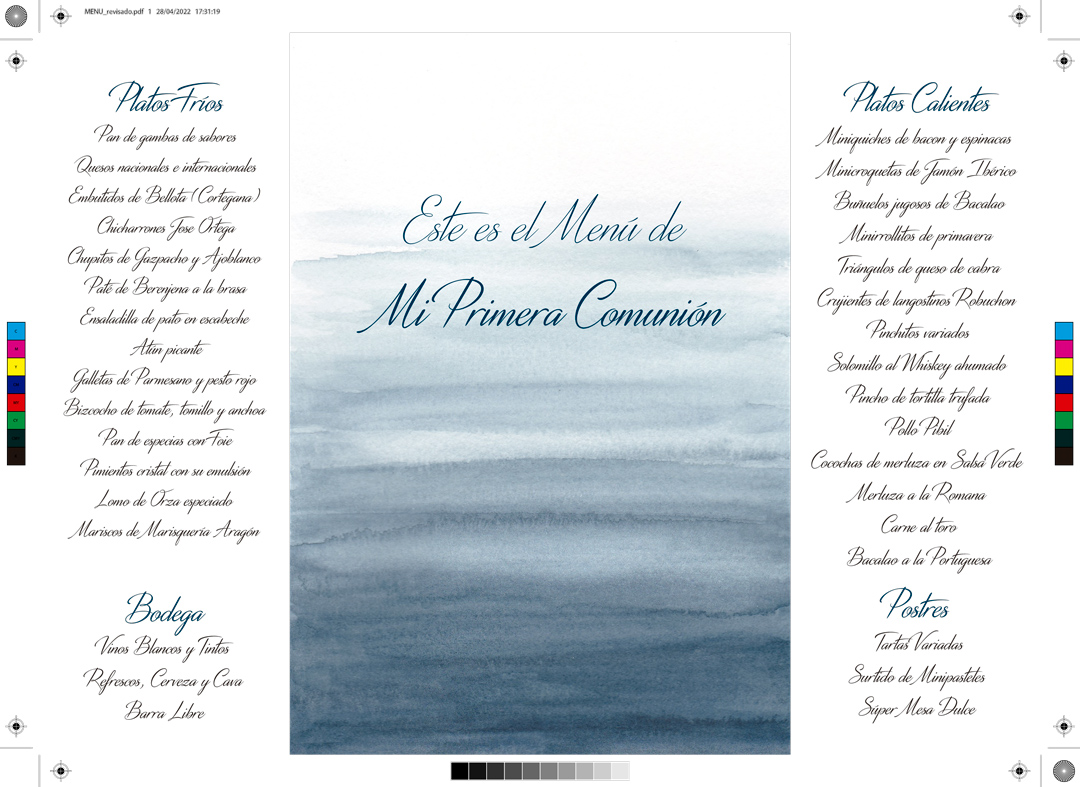 MENU_revisado.pdf 1 28/04/2022 17:31:19
Platos Fríos
Pan de gambas de sabores
Quesos nacionales e internacionales
Embutidos de Bellota (Cortegana)
Chicharrones Jose Ortega
Chupitos de Gazpacho y Ajoblanco
Paté de Berenjena a la brasa
Ensaladilla de pato en escabeche
Atún picante
Galletas de Parmesano y pesto rojo
Bizcocho de tomate, tomillo y anchoa
Pan de especias con Foie
Pimientos cristal con su emulsión
Lomo de Orza especiado
Mariscos de Marisquería Aragón
Bodega
Vinos Blancos y Tintos
Refrescos, Cerveza y Cava
Barra Libre
Este es el Menú de
Mi Primera Comunión
Platos Calientes
Miniquiches de bacon y espinacas
Minicroquetas de Jamón Ibérico
Buñuelos jugosos de Bacalao
Minirrollitos de primavera
Triángulos de queso de cabra
Crujientes de langostinos Robuchon
Pinchitos variados
Solomillo al Whiskey ahumado
Pincho de tortilla trufada
Pollo Pibil
Cocochas de merluza en Salsa Verde
Merluza a la Romana
Carne al toro
Bacalao a la Portuguesa
Postres
Tartas Variadas
Surtido de Minipasteles
Súper Mesa Dulce